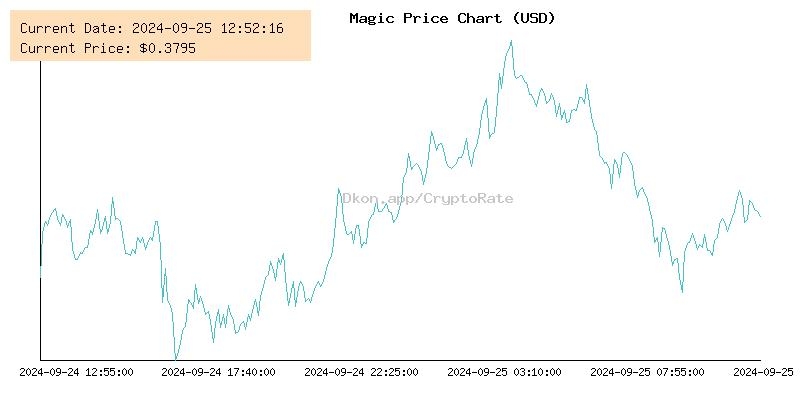 Magic Price Chart (USD)
Current Date: 2024-09-25 12:52:16
Current Price: $0.3795
Dkon.app/CryptoRate
2024-09-24 12:55:00 2024-09-24 17:40:00 2024-09-24 22:25:00 2024-09-25 03:10:00 2024-09-25 07:55:00 2024-09-25